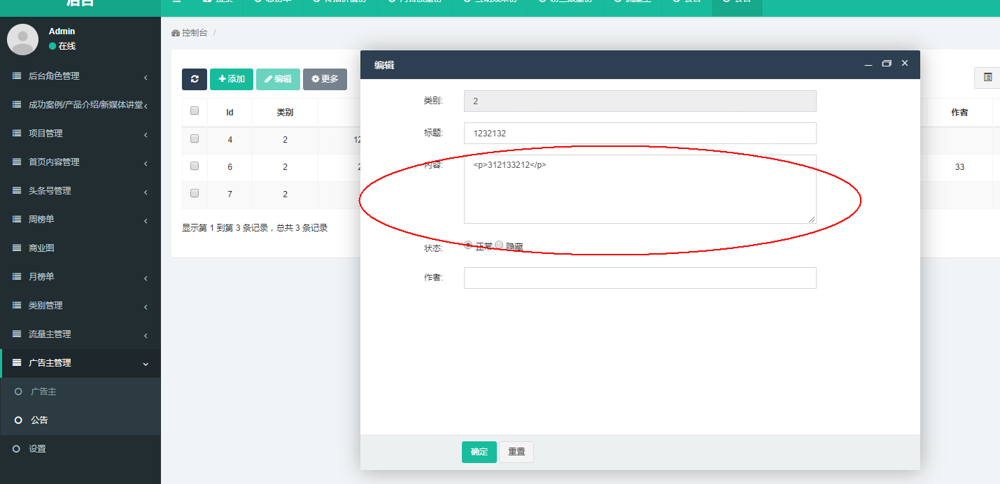 后台
Admin
在线
后台角色管理
成功案例/产品介绍/新媒体讲堂
项目管理
首页内容管理
头条号管理
周榜单
商业图
月榜单
类别管理
流量主管理
广告主管理
广告主
公告
设置
控制台 /
添加 编辑 更多
Id 类别 作者
4 2 12
6 2 2 33
7 2
显示第 1 到第 3 条记录，总共 3 条记录
编辑
类别: 2
标题: 1232132
内容: <p>312133212</p>
状态: 正常 隐藏
作者:
确定 重置